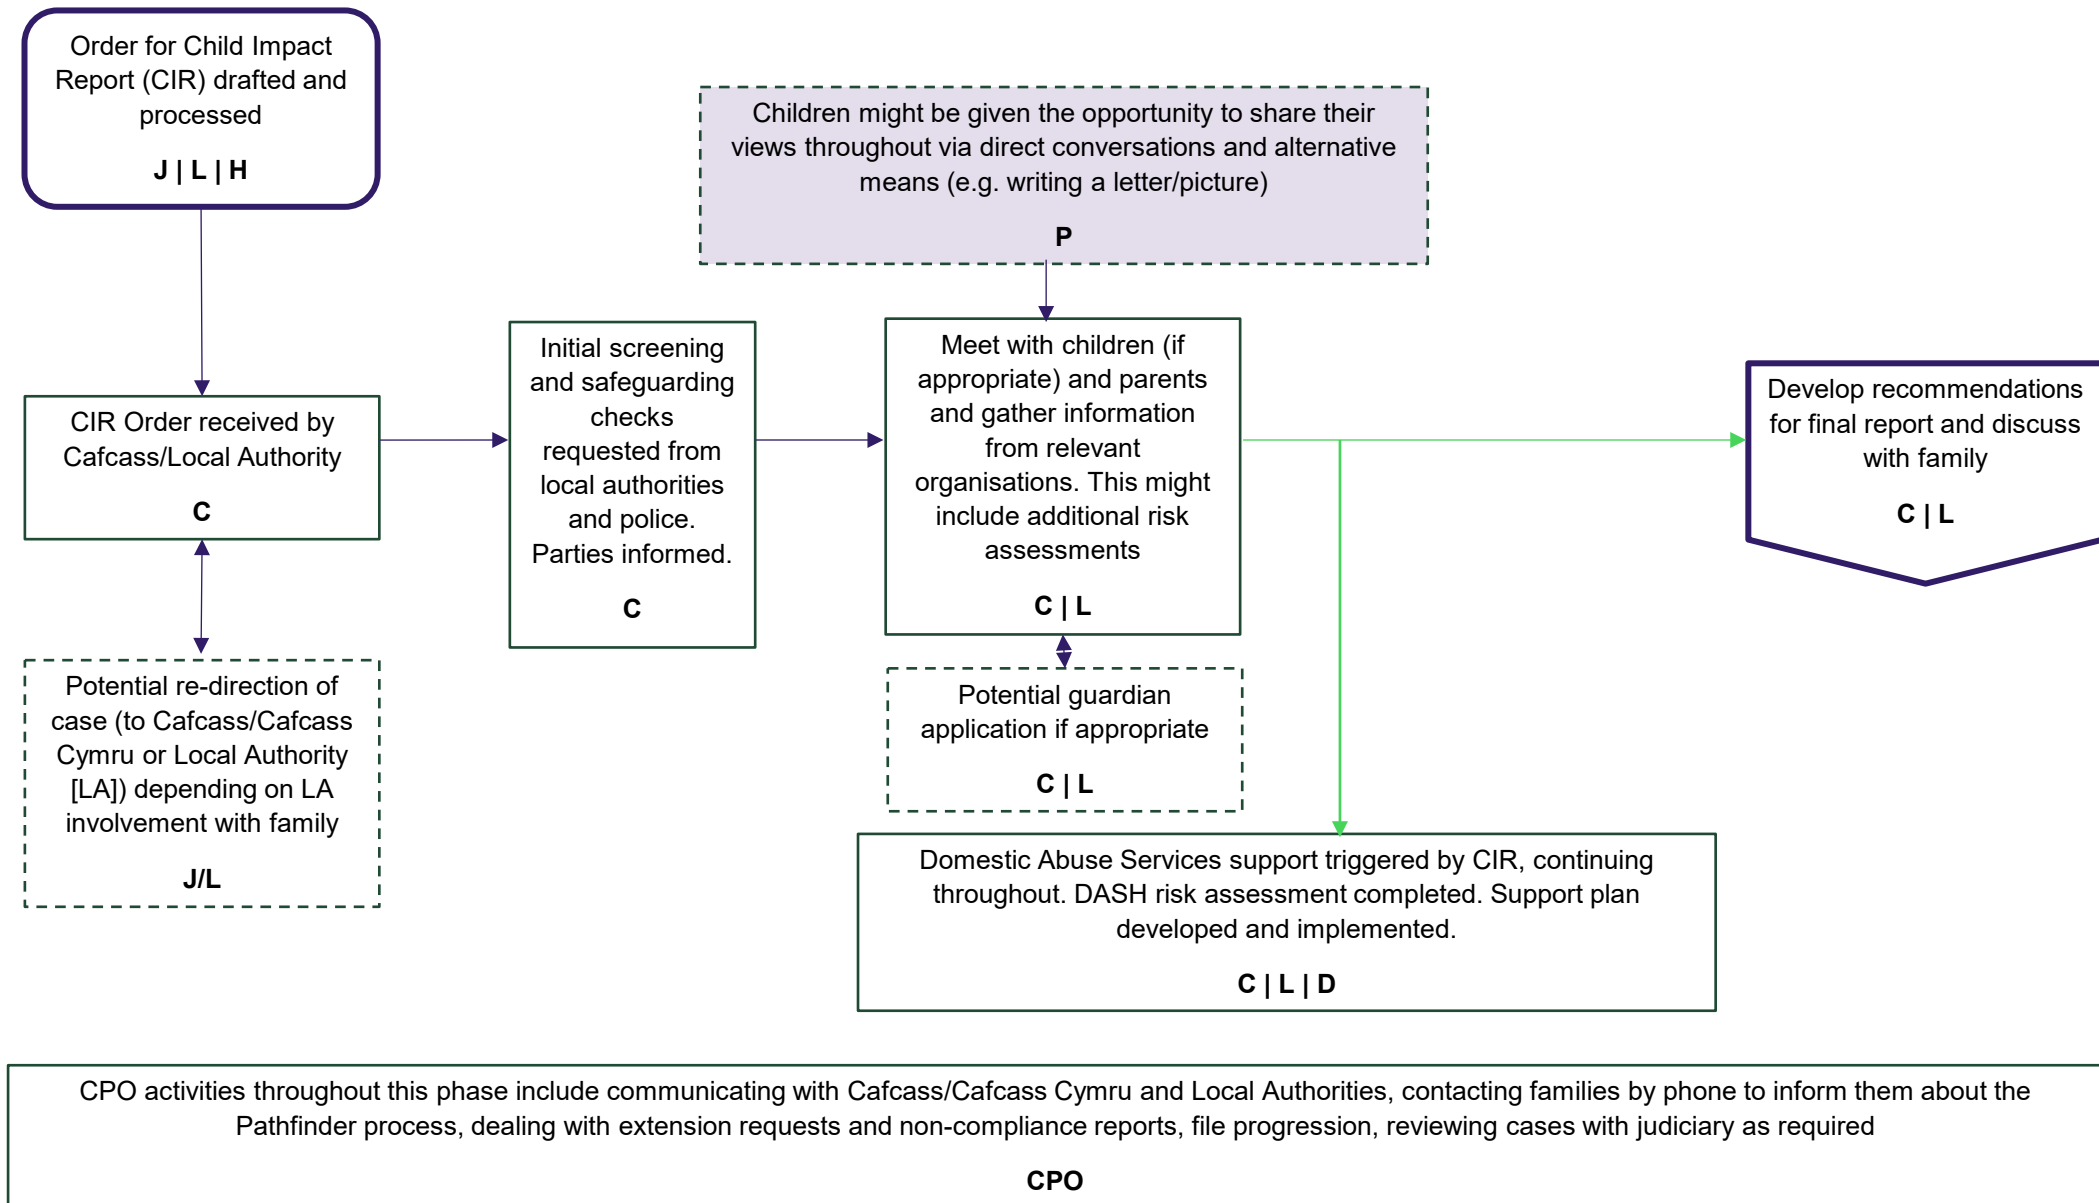 Order for Child Impact
Report (CIR) drafted and
processed
J | L | H
Children might be given the opportunity to share their
views throughout via direct conversations and alternative
means (e.g. writing a letter/picture)
P
CIR Order received by
Cafcass/Local Authority
C
Initial screening
and safeguarding
checks
requested from
local authorities
and police.
Parties informed.
C
Meet with children (if
appropriate) and parents
and gather information
from relevant
organisations. This might
include additional risk
assessments
C | L
Develop recommendations
for final report and discuss
with family
C | L
Potential re-direction of
case (to Cafcass/Cafcass
Cymru or Local Authority
[LA]) depending on LA
involvement with family
J/L
Potential guardian
application if appropriate
C | L
Domestic Abuse Services support triggered by CIR, continuing
throughout. DASH risk assessment completed. Support plan
developed and implemented.
C | L | D
CPO activities throughout this phase include communicating with Cafcass/Cafcass Cymru and Local Authorities, contacting families by phone to inform them about the
Pathfinder process, dealing with extension requests and non-compliance reports, file progression, reviewing cases with judiciary as required
CPO